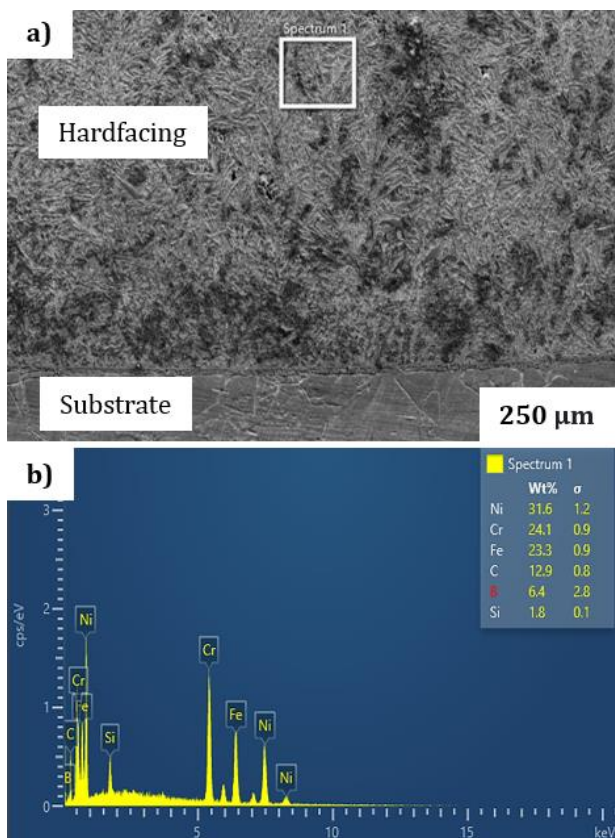 a)
Spectrum 1
Hardfacing
Substrate
250 µm
b)
Spectrum 1
Wt% σ
Ni 31.6 1.2
Cr 24.1 0.9
Fe 23.3 0.9
C 12.9 0.8
B 6.4 2.8
Si 1.8 0.1
3
2
1
0
cps/eV
Ni
Cr
Fe
C
B
Si
Cr
Fe
Ni
Ni
5
10
15
keV